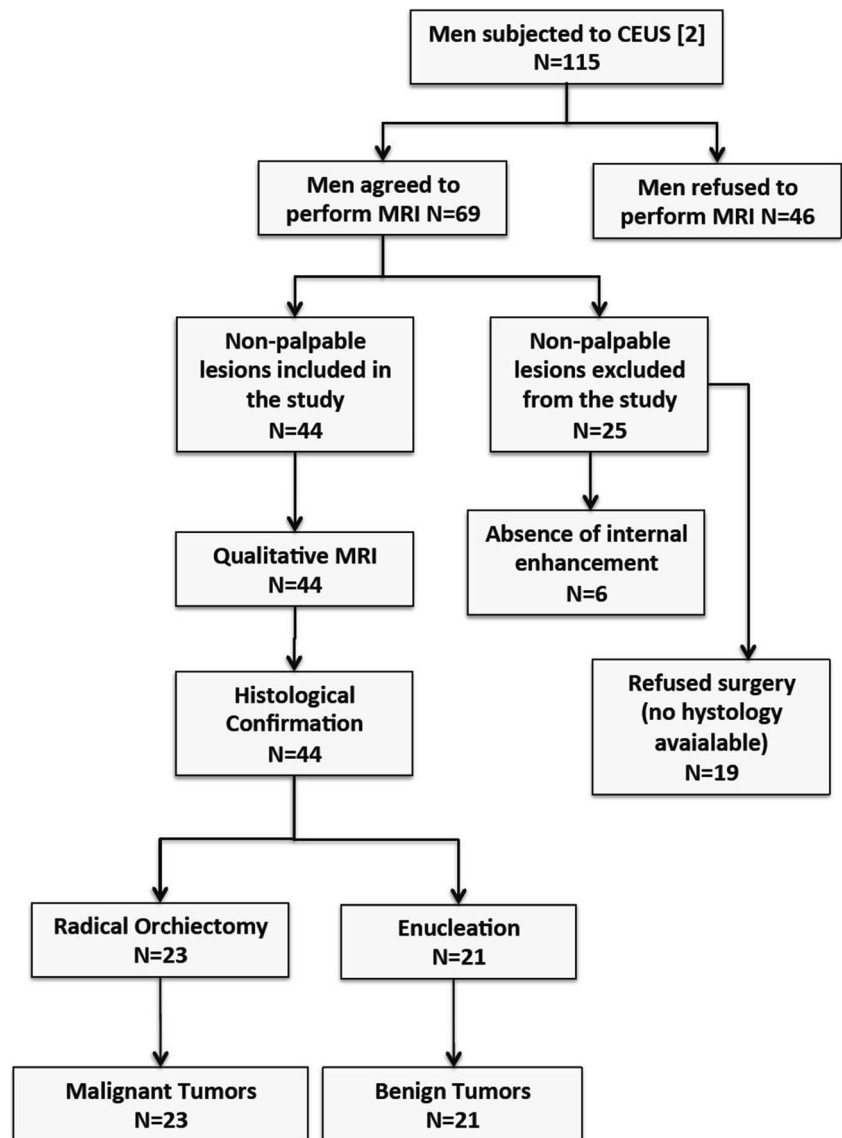 Men subjected to CEUS [2]
N=115
Men agreed to
perform MRI N=69
Men refused to
perform MRI N=46
Non-palpable
lesions included in
the study
N=44
Non-palpable
lesions excluded
from the study
N=25
Qualitative MRI
N=44
Absence of internal
enhancement
N=6
Histological
Confirmation
N=44
Refused surgery
(no hystology
avaialable)
N=19
Radical Orchiectomy
N=23
Enucleation
N=21
Malignant Tumors
N=23
Benign Tumors
N=21